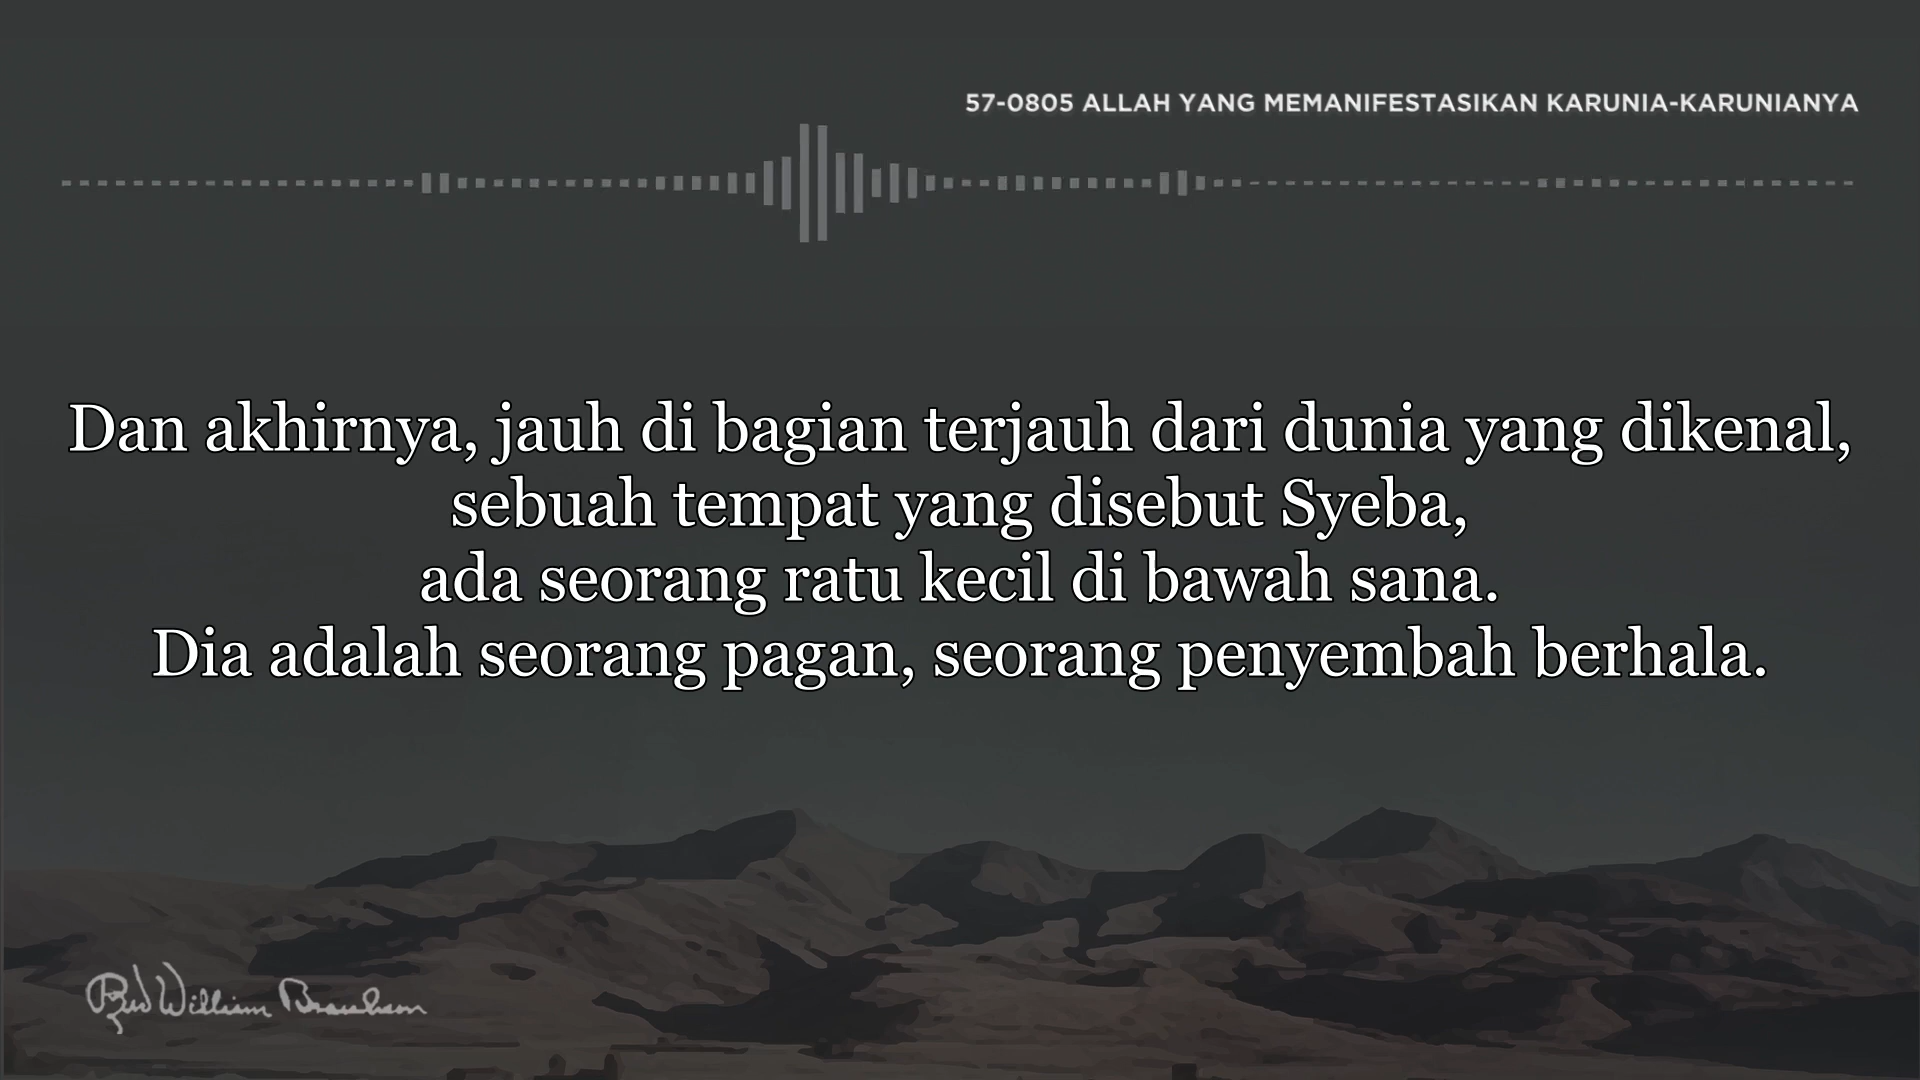 57-0805 ALLAH YANG MEMANIFESTASIKAN KARUNIA-KARUNIANYA
Dan akhirnya, jauh di bagian terjauh dari dunia yang dikenal,
sebuah tempat yang disebut Syeba,
ada seorang ratu kecil di bawah sana.
Dia adalah seorang pagan, seorang penyembah berhala.
William Branham